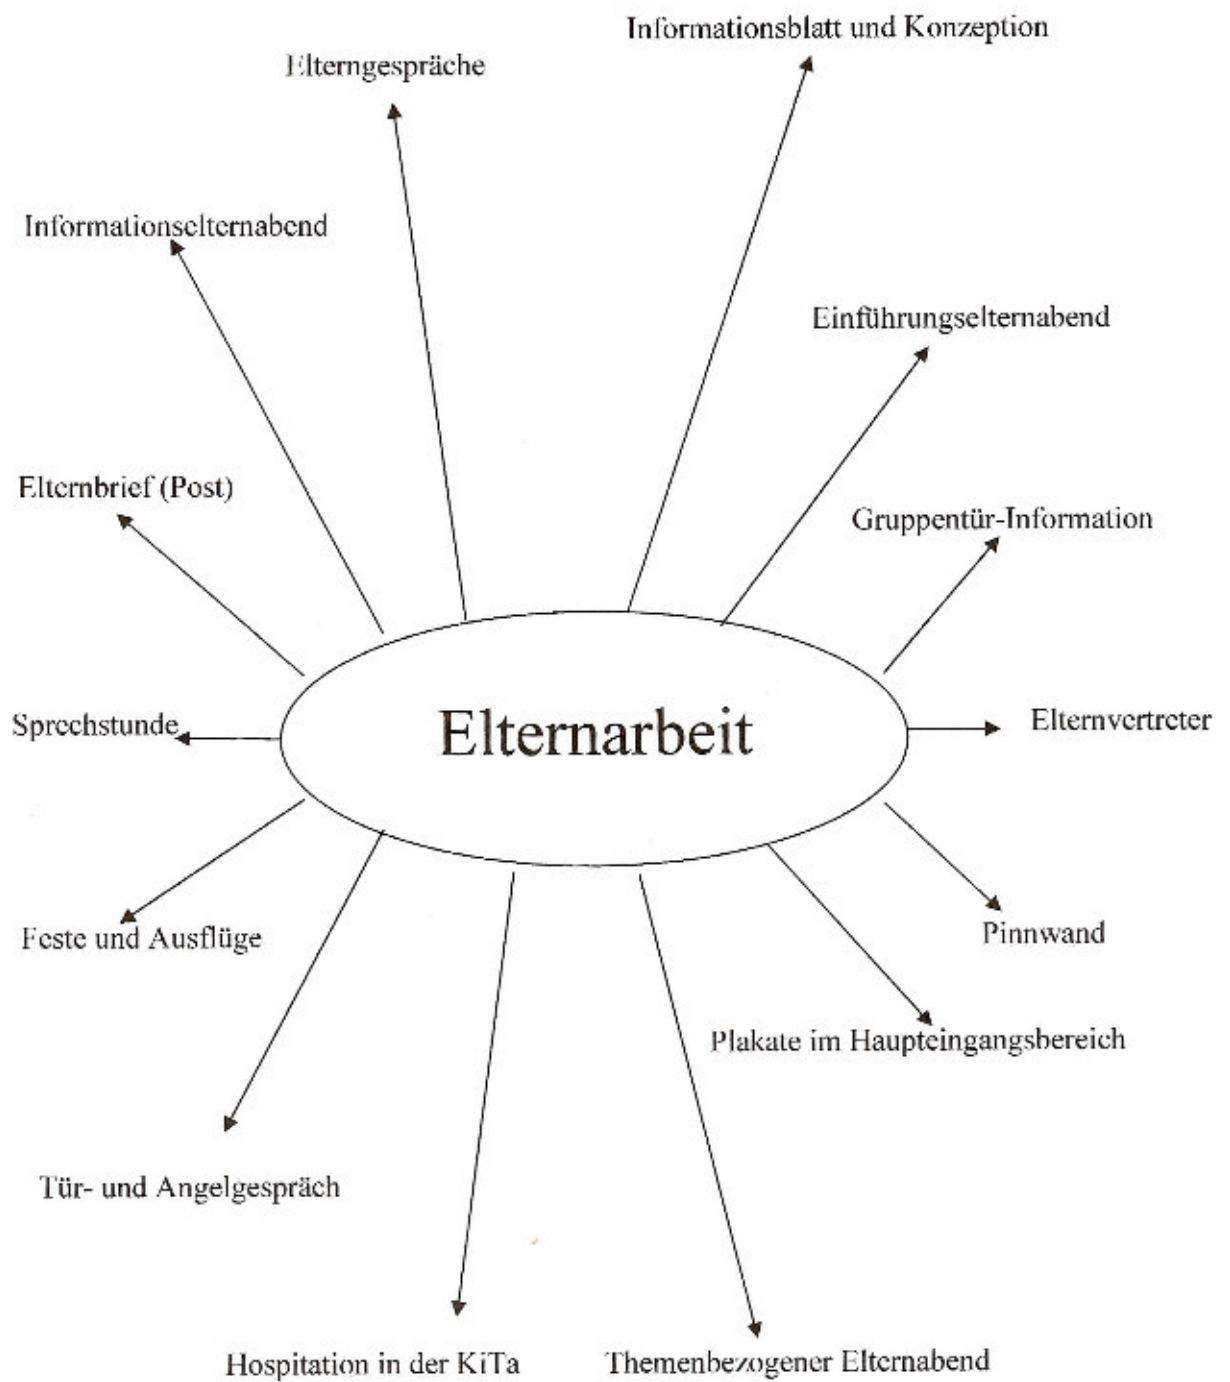 Informationsblatt und Konzeption
Elterngespräche
Informationselternabend
Einführungselternabend
Elternbrief (Post)
Gruppentür-Information
Sprechstunde
Elternarbeit
Elternvertreter
Feste und Ausflüge
Pinnwand
Plakate im Haupteingangsbereich
Tür- und Angelgespräch
Hospitation in der KiTa
Themenbezogener Elternabend